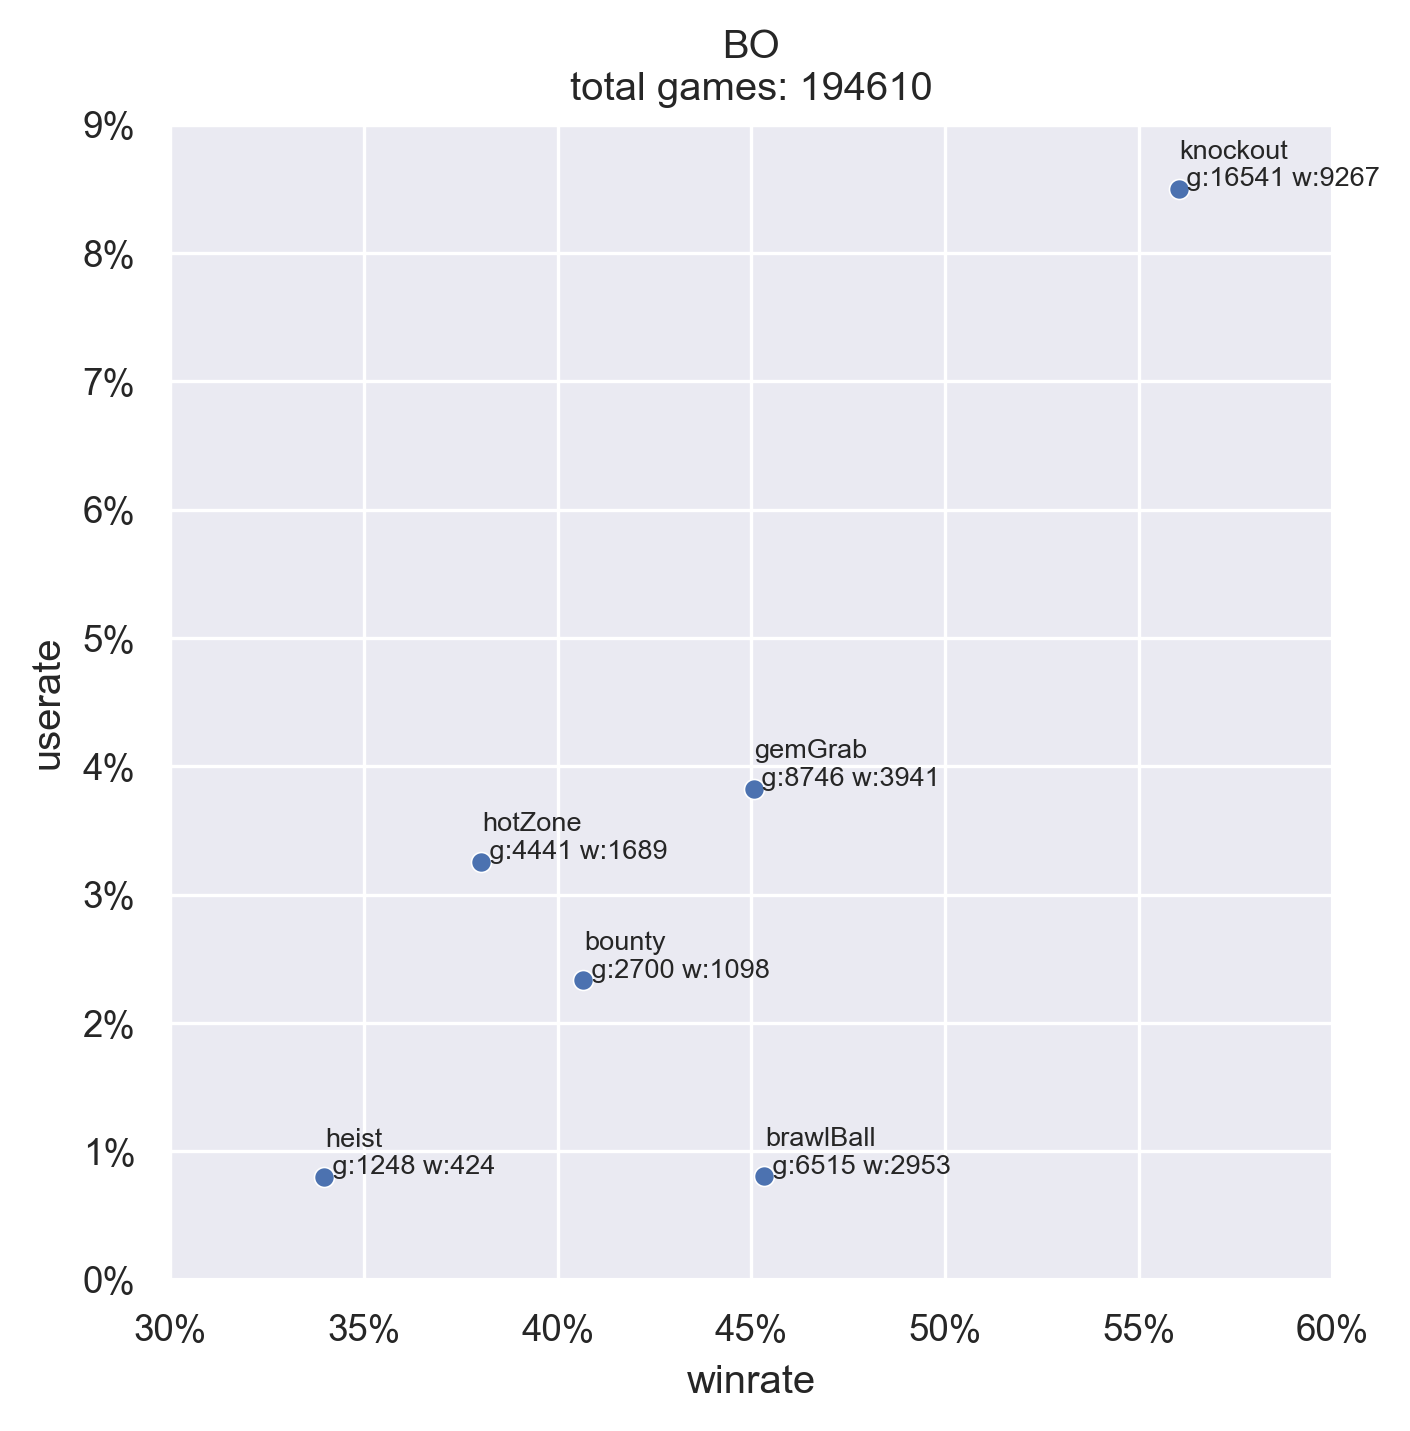 BO
total games: 194610
9%
8%
7%
6%
5%
4%
3%
2%
1%
0%
userate
knockout
g:16541 w:9267
gemGrab
g:8746 w:3941
hotZone
g:4441 w:1689
bounty
g:2700 w:1098
heist
g:1248 w:424
brawlBall
g:6515 w:2953
30%
35%
40%
45%
50%
55%
60%
winrate